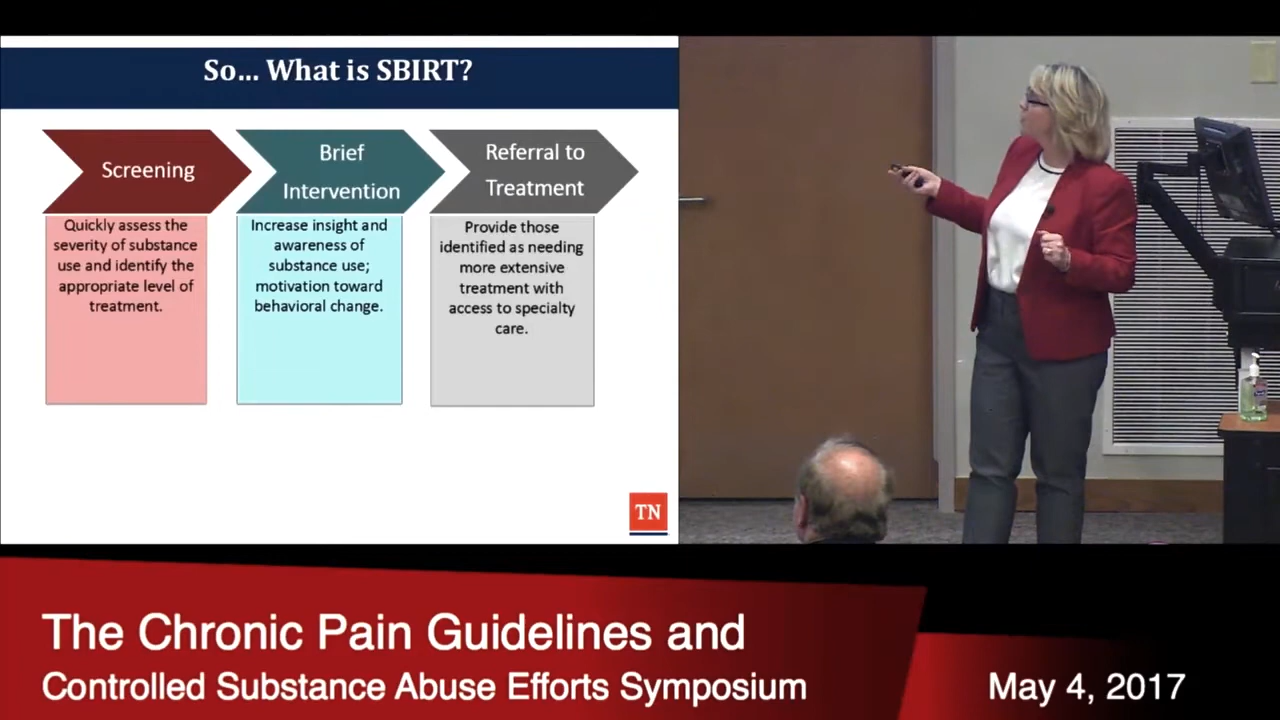 So... What is SBIRT?
Screening
Quickly assess the
severity of substance
use and identify the
appropriate level of
treatment.
Brief
Intervention
Increase insight and
awareness of
substance use;
motivation toward
behavioral change.
Referral to
Treatment
Provide those
identified as needing
more extensive
treatment with
access to specialty
care.
TN
The Chronic Pain Guidelines and
Controlled Substance Abuse Efforts Symposium
May 4, 2017